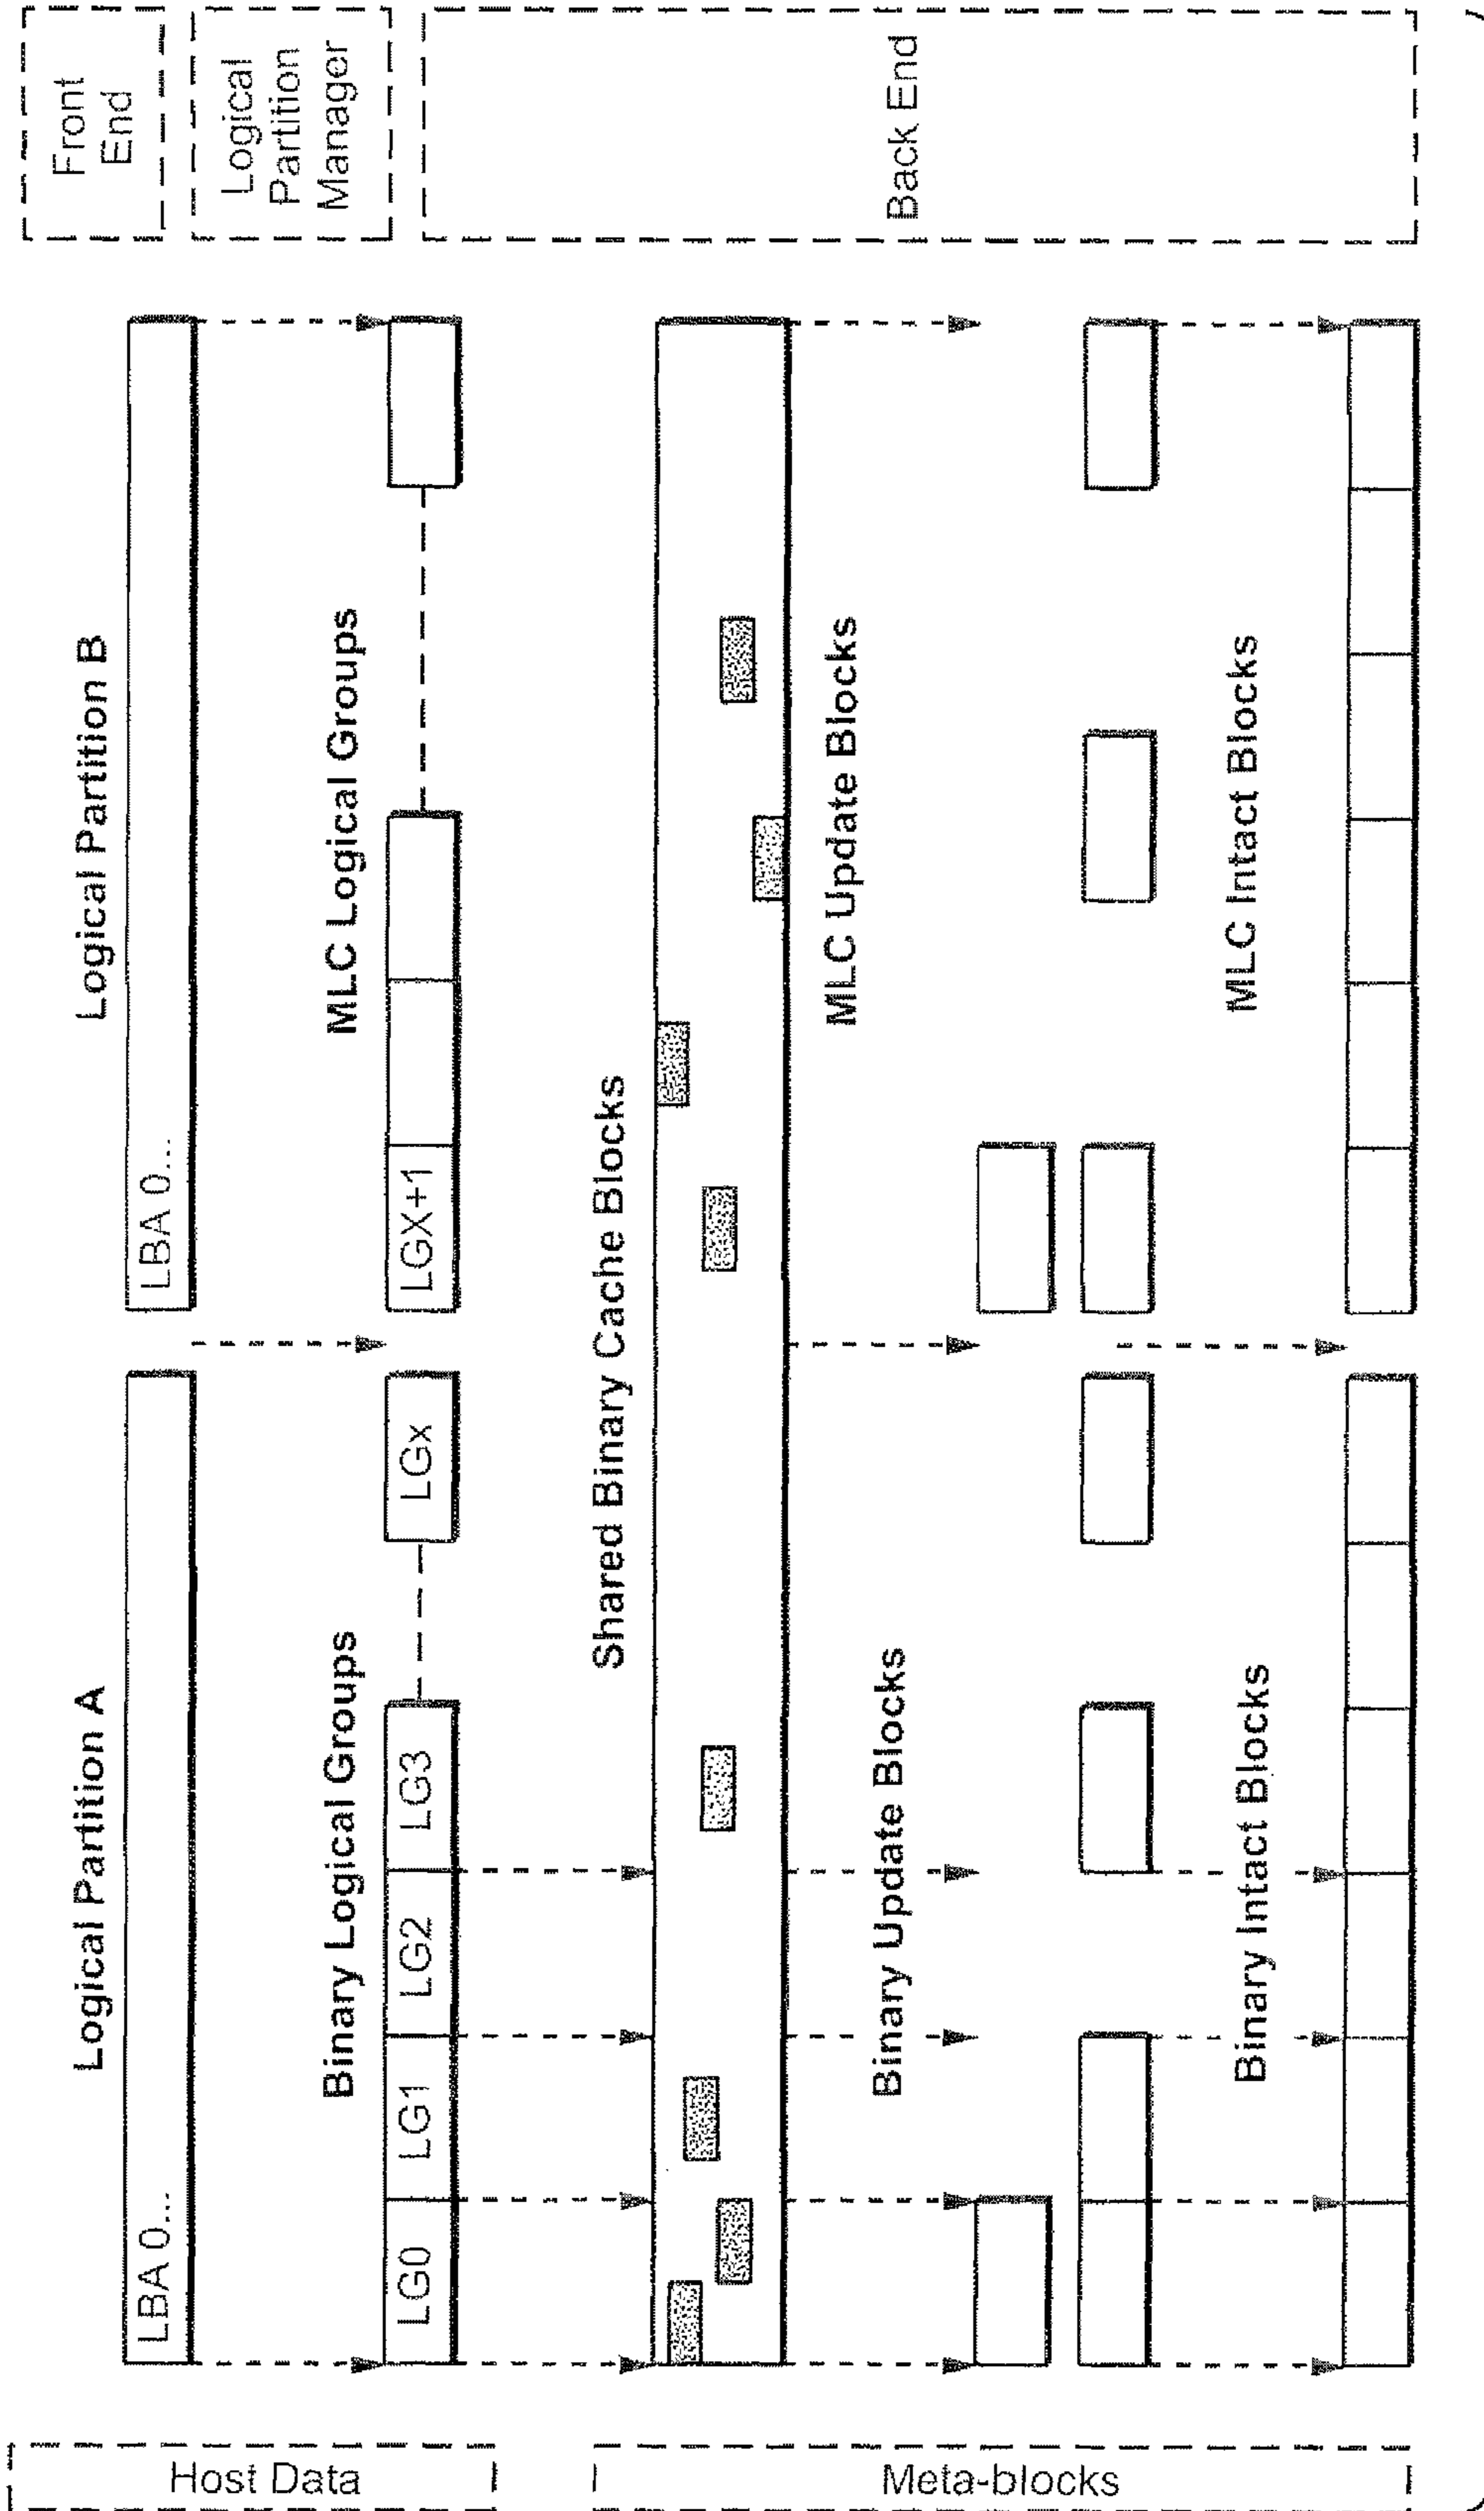 Logical Partition A
Logical Partition B
Front
End
LBA 0...
LBA 0...
Host Data
Binary Logical Groups
MLC Logical Groups
Logical
Partition
Manager
LG0
LG1
LG2
LG3
LGx
LGX+1
Shared Binary Cache Blocks
Binary Update Blocks
MLC Update Blocks
Meta-blocks
Back End
Binary Intact Blocks
MLC Intact Blocks